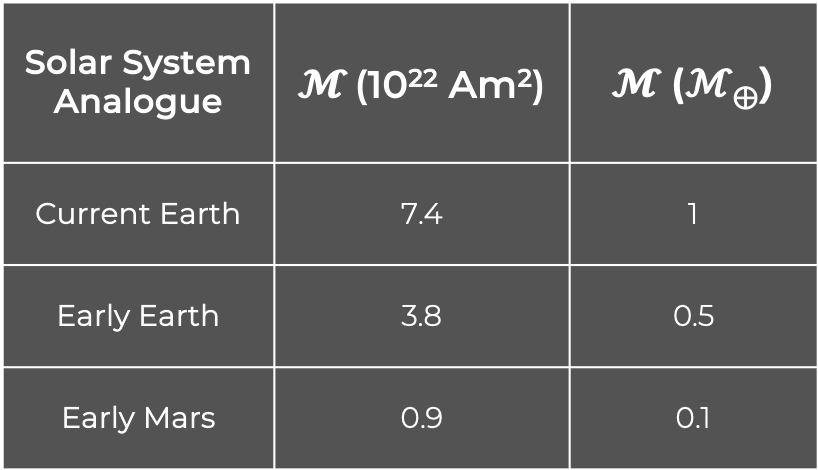 Solar System Analogue
ℳ (10²² Am²)
ℳ (ℳ⊕)
Current Earth
7.4
1
Early Earth
3.8
0.5
Early Mars
0.9
0.1